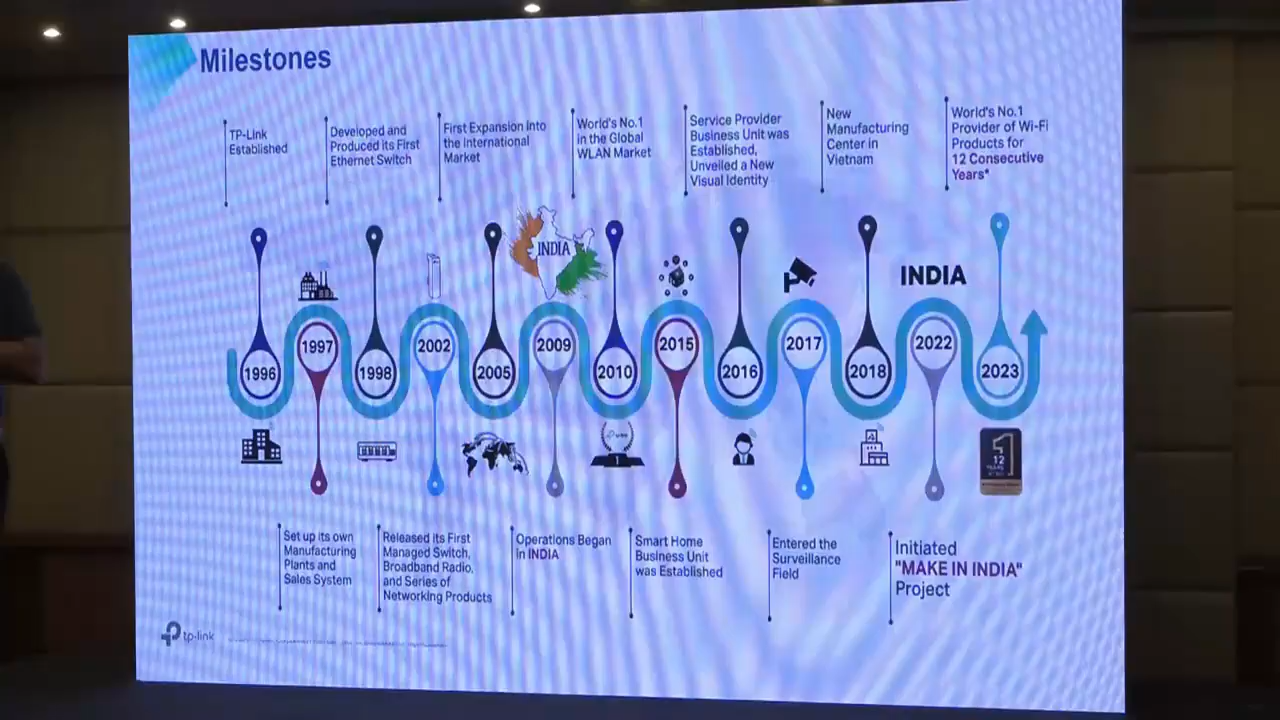 Milestones
TP-Link
Established
Developed and
Produced its First
Ethernet Switch
First Expansion Into
the International
Market
World's No.1
in the Global
WLAN Market
Service Provider
Business Unit was
Established,
Unveiled a New
Visual Identity
New
Manufacturing
Center in
Vietnam
World's No.1
Provider of Wi-Fi
Products for
12 Consecutive
Years*
INDIA
INDIA
1996
1997
1998
2002
2005
2009
2010
2015
2016
2017
2018
2022
2023
1
1
12
YEARS
Set up its own
Manufacturing
Plants and
Sales System
Released its First
Managed Switch,
Broadband Radio,
and Series of
Networking Products
Operations Began
in INDIA
Smart Home
Business Unit
was Established
Entered the
Surveillance
Field
Initiated
"MAKE IN INDIA"
Project
tp-link